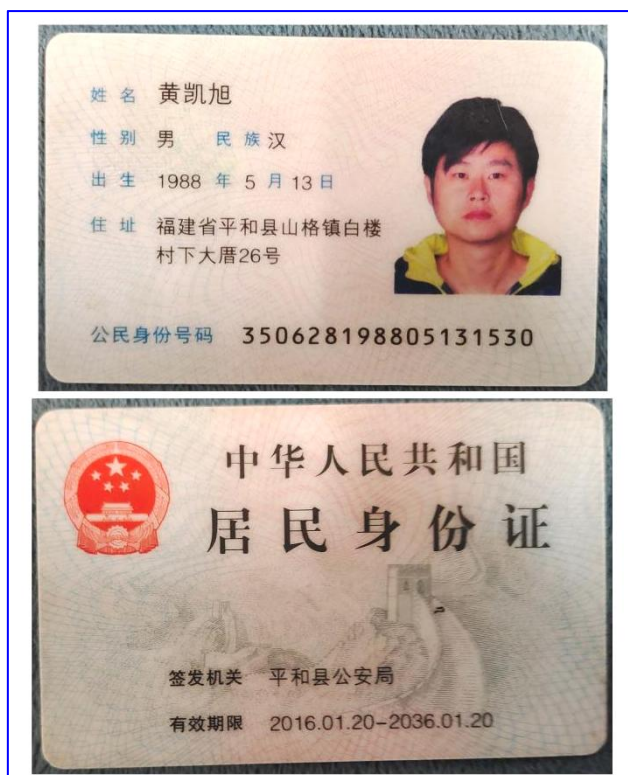 姓名 黄凯旭
性别 男 民族 汉
出生 1988 年 5 月 13 日
住址 福建省平和县山格镇白楼
村下大厝26号
公民身份号码 350628198805131530
中华人民共和国
居民身份证
签发机关 平和县公安局
有效期限 2016.01.20-2036.01.20